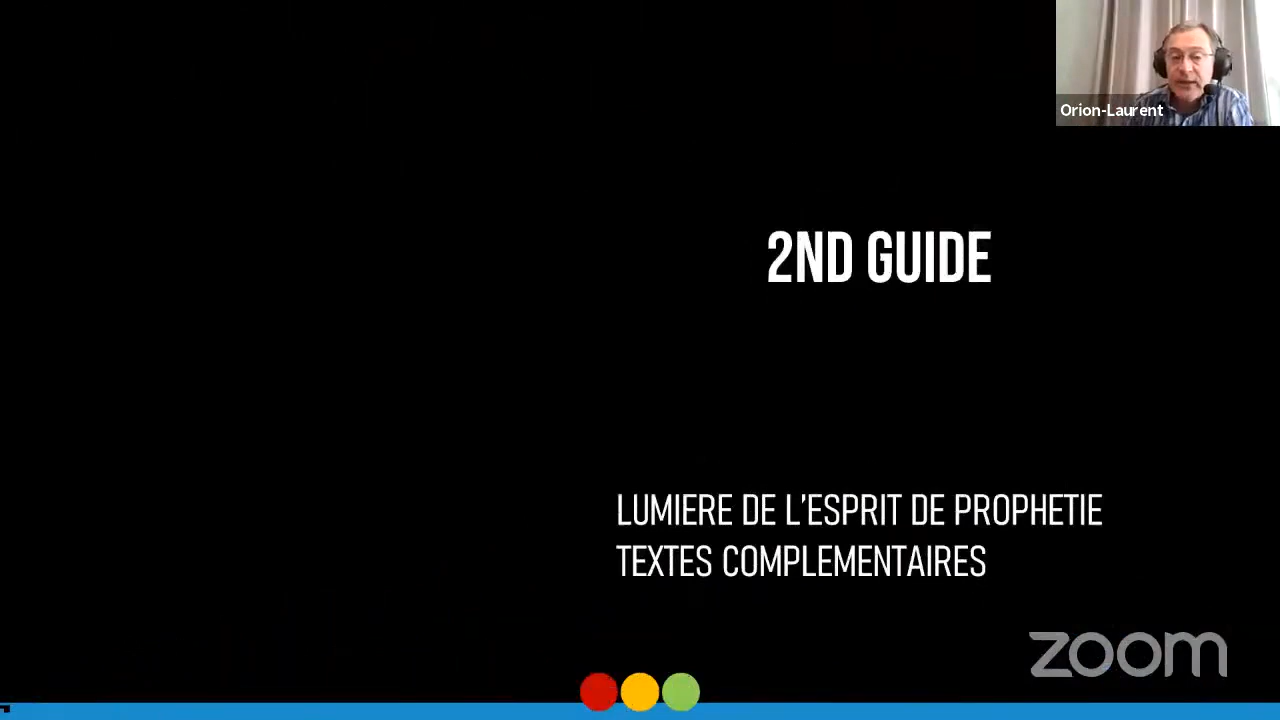 Orion-Laurent
2ND GUIDE
LUMIERE DE L'ESPRIT DE PROPHETIE
TEXTES COMPLEMENTAIRES
zoom